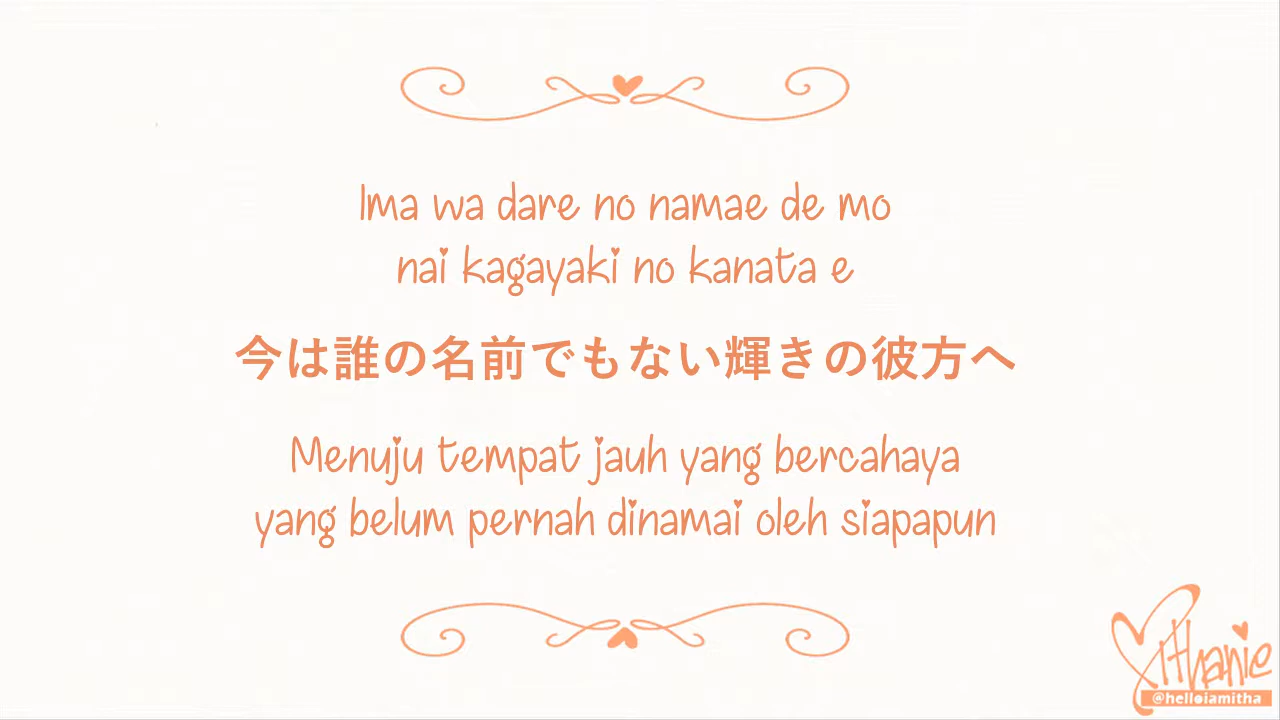 Ima wa dare no namae de mo
nai kagayaki no kanata e
今は誰の名前でもない輝きの彼方へ
Menuju tempat jauh yang bercahaya
yang belum pernah dinamai oleh siapapun
Mithanie
@helloiamitha